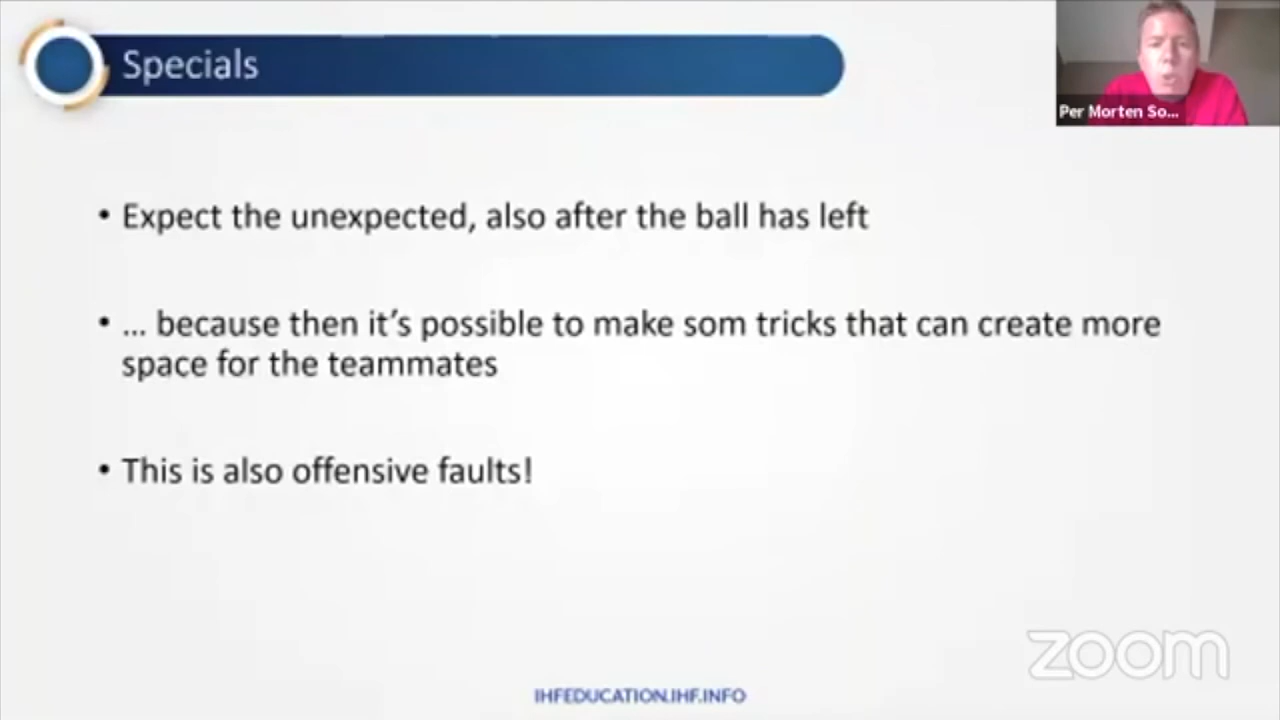 Specials
Per Morten So...
• Expect the unexpected, also after the ball has left
• ... because then it's possible to make som tricks that can create more
space for the teammates
• This is also offensive faults!
zoom
IHFEDUCATION.IHF.INFO